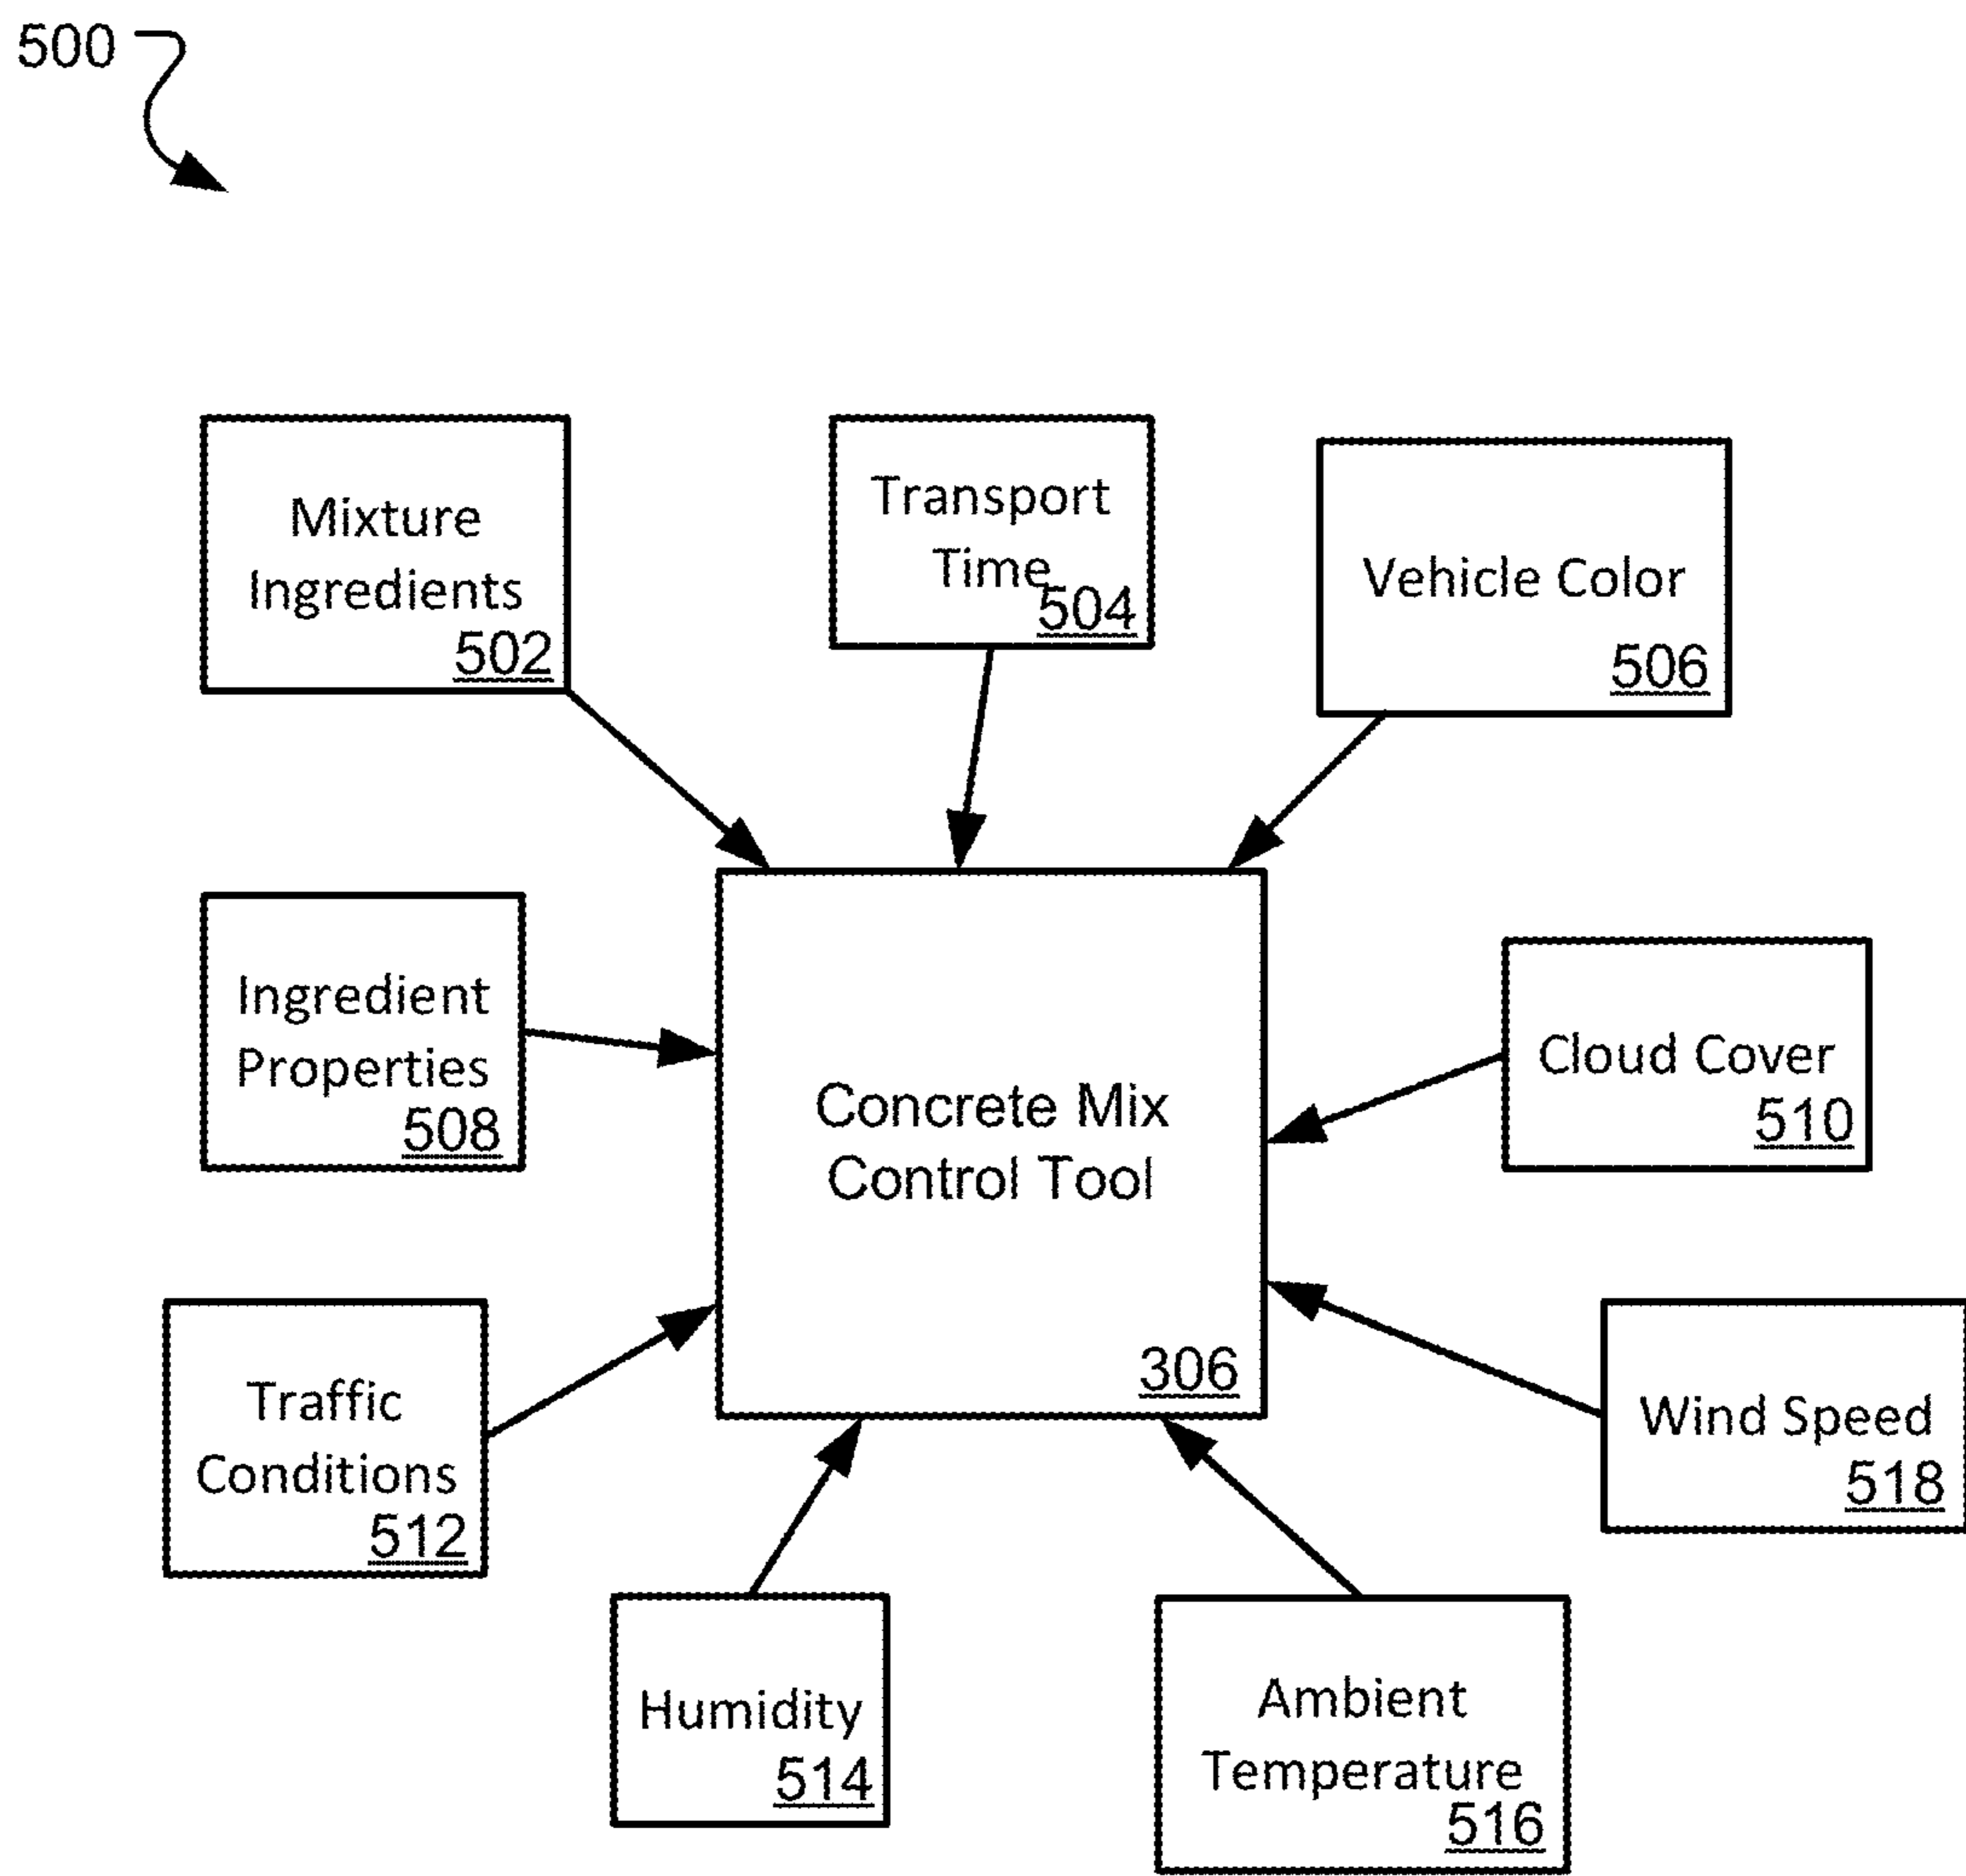 500
Mixture
Ingredients
502
Transport
Time
504
Vehicle Color
506
Ingredient
Properties
508
Concrete Mix
Control Tool
306
Cloud Cover
510
Traffic
Conditions
512
Wind Speed
518
Humidity
514
Ambient
Temperature
516